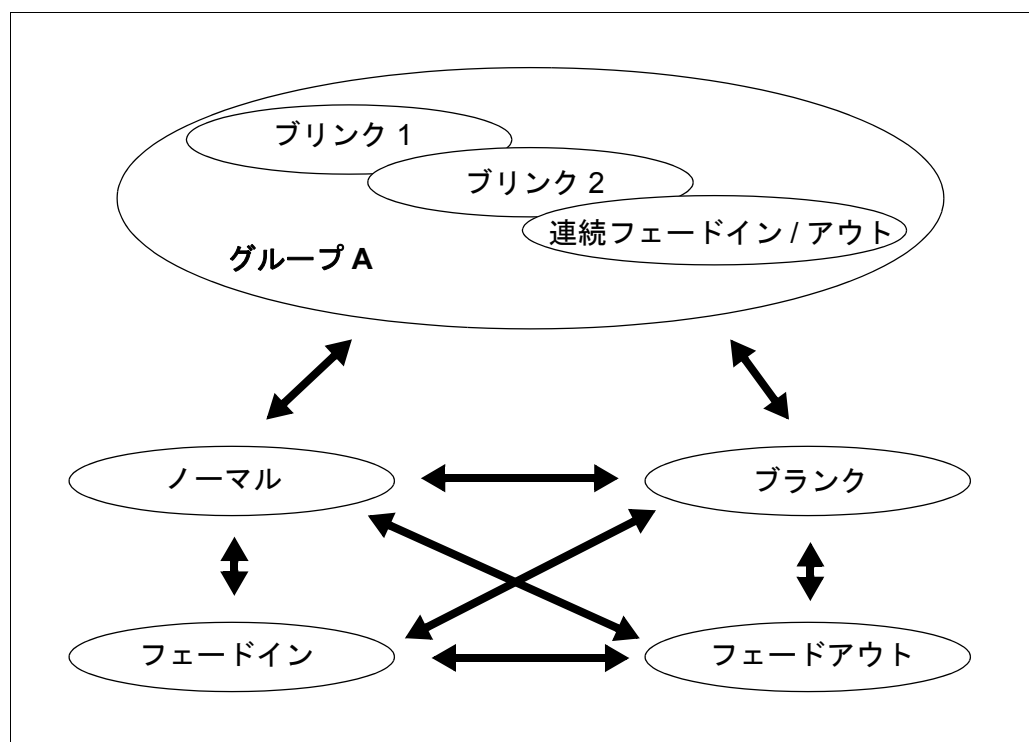 ブリンク 1
ブリンク 2
連続フェードイン / アウト
グループ A
ノーマル
ブランク
フェードイン
フェードアウト